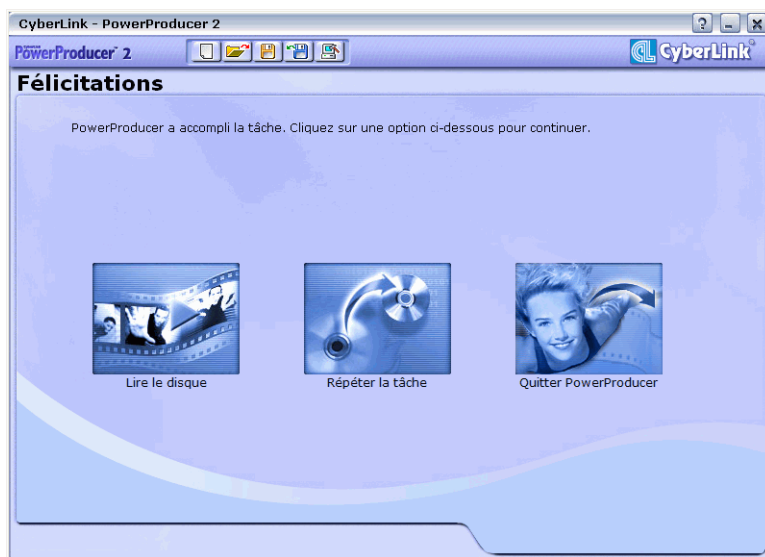 CyberLink - PowerProducer 2
PowerProducer 2
CyberLink
Félicitations
PowerProducer a accompli la tâche. Cliquez sur une option ci-dessous pour continuer.
Lire le disque
Répéter la tâche
Quitter PowerProducer